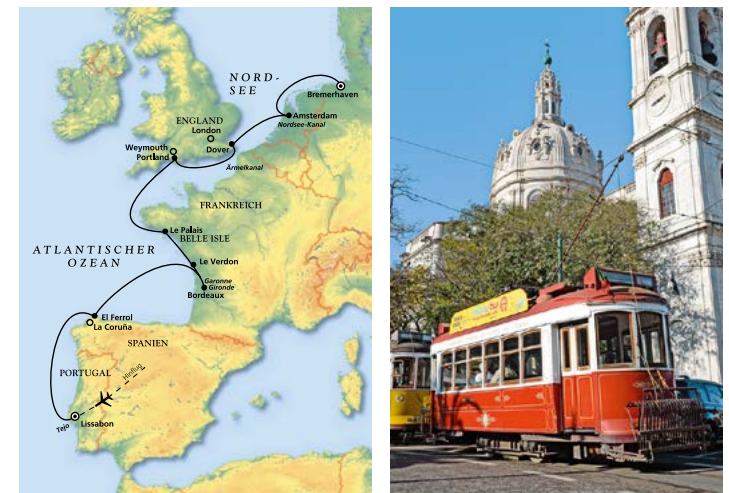 NORD-
SEE
Bremerhaven
Amsterdam
Nordsee-Kanal
ENGLAND
London
Dover
Weymouth
Portland
Ärmelkanal
FRANKREICH
Le Palais
BELLE ISLE
ATLANTISCHER
OZEAN
Le Verdon
Garonne
Gironde
Bordeaux
El Ferrol
La Coruña
SPANIEN
PORTUGAL
Hinflug
Tejo
Lissabon